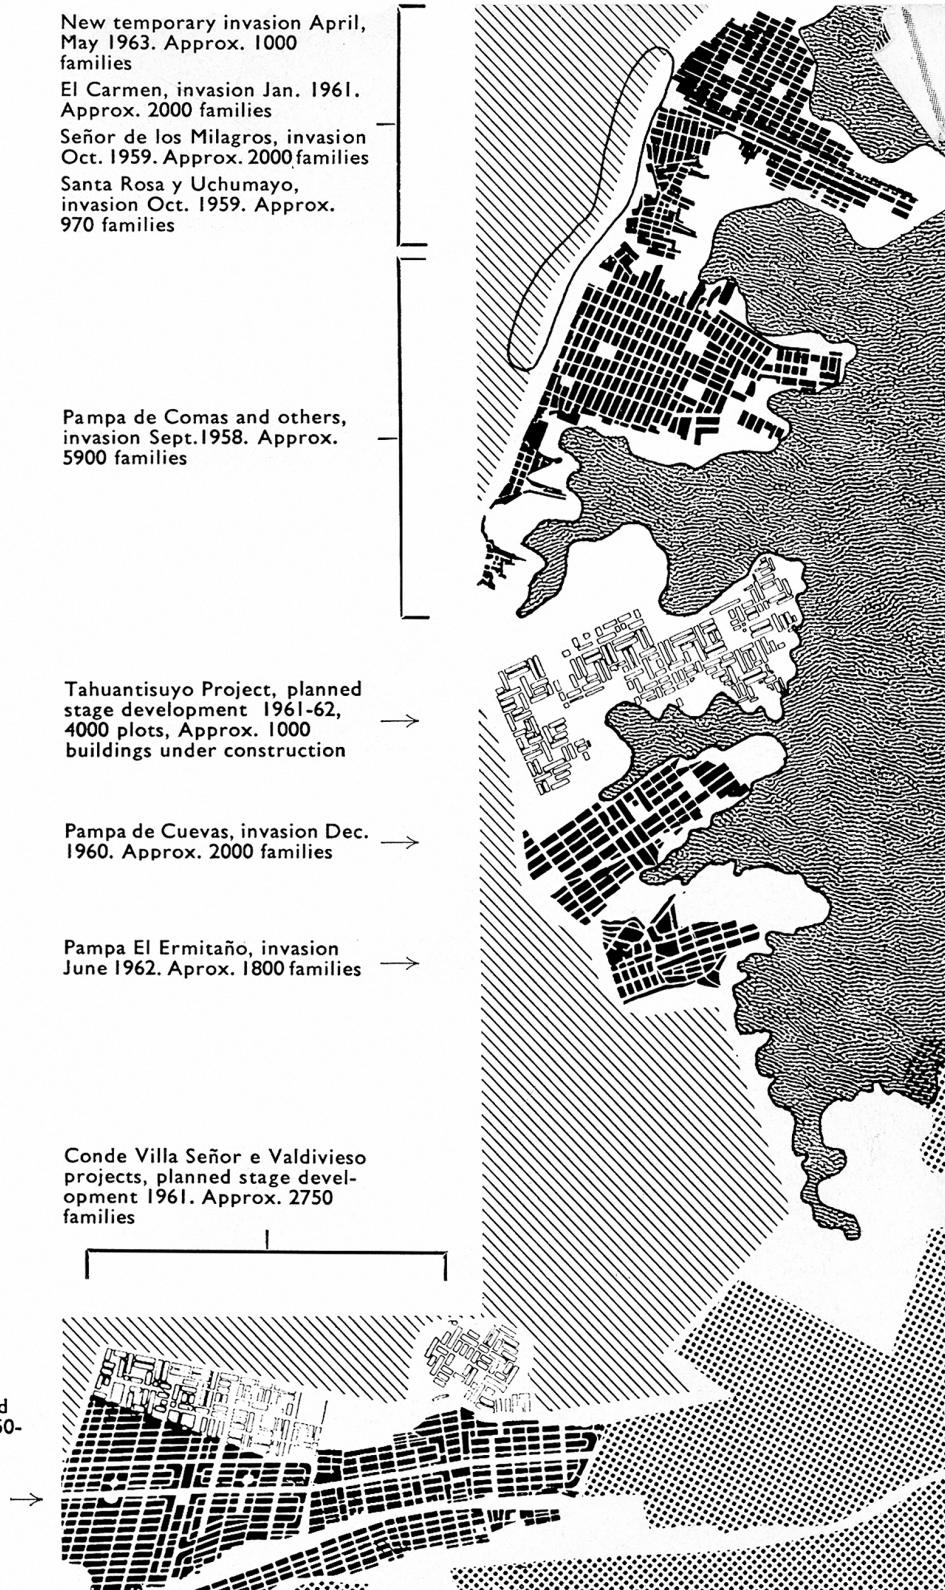 New temporary invasion April,
May 1963. Approx. 1000
families
El Carmen, invasion Jan. 1961.
Approx. 2000 families
Señor de los Milagros, invasion
Oct. 1959. Approx. 2000 families
Santa Rosa y Uchumayo,
invasion Oct. 1959. Approx.
970 families
Pampa de Comas and others,
invasion Sept. 1958. Approx.
5900 families
Tahuantisuyo Project, planned
stage development 1961-62,
4000 plots, Approx. 1000
buildings under construction
Pampa de Cuevas, invasion Dec.
1960. Approx. 2000 families
Pampa El Ermitaño, invasion
June 1962. Aprox. 1800 families
Conde Villa Señor e Valdivieso
projects, planned stage devel-
opment 1961. Approx. 2750
families